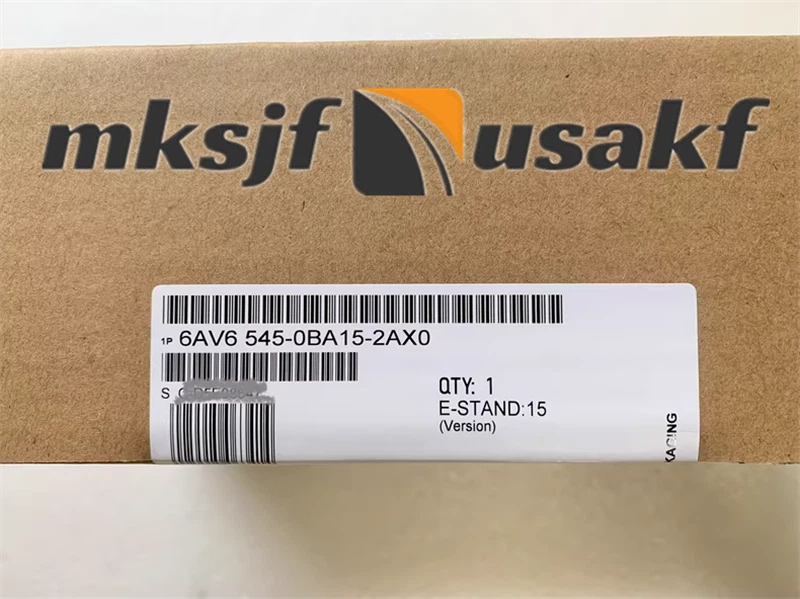 mksjf usakf
1P 6AV6 545-0BA15-2AX0
S
QTY: 1
E-STAND:15
(Version)